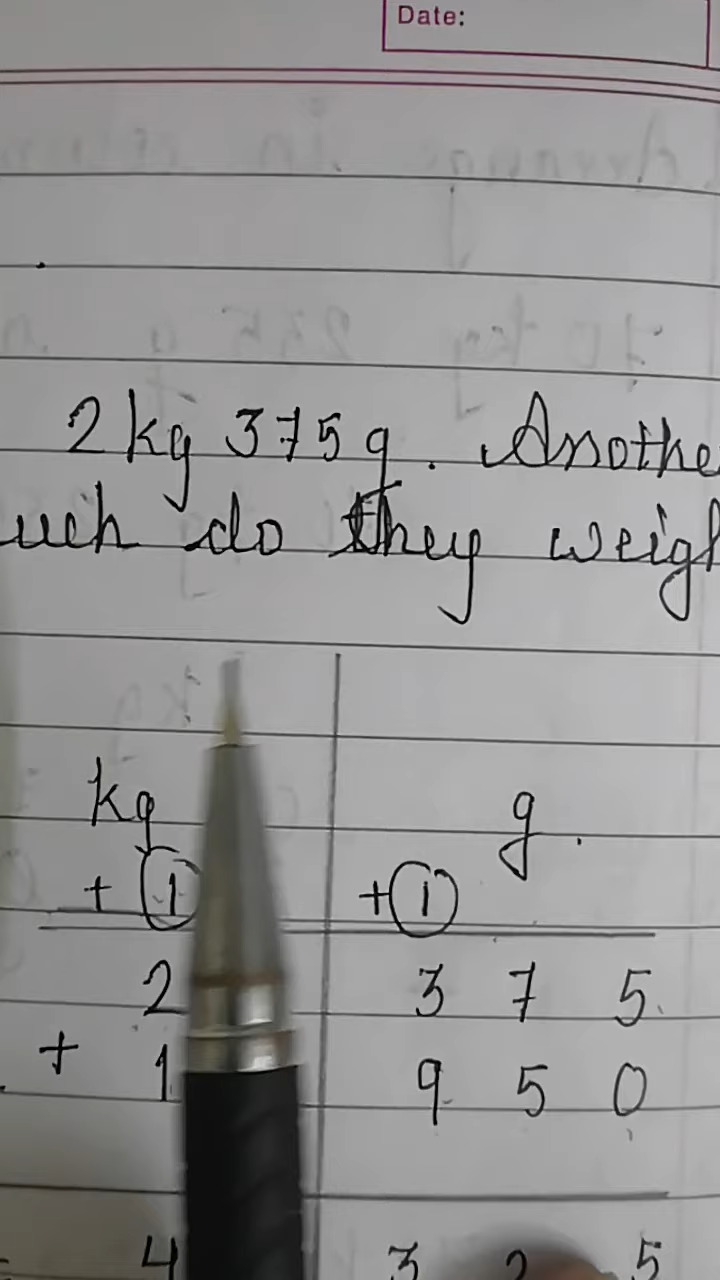 Date:
2 kg 375 g. Anothe
uch do they weigh
kg g.
+ 1 +1
2 3 7 5
+ 1 9 5 0
4 3 2 5